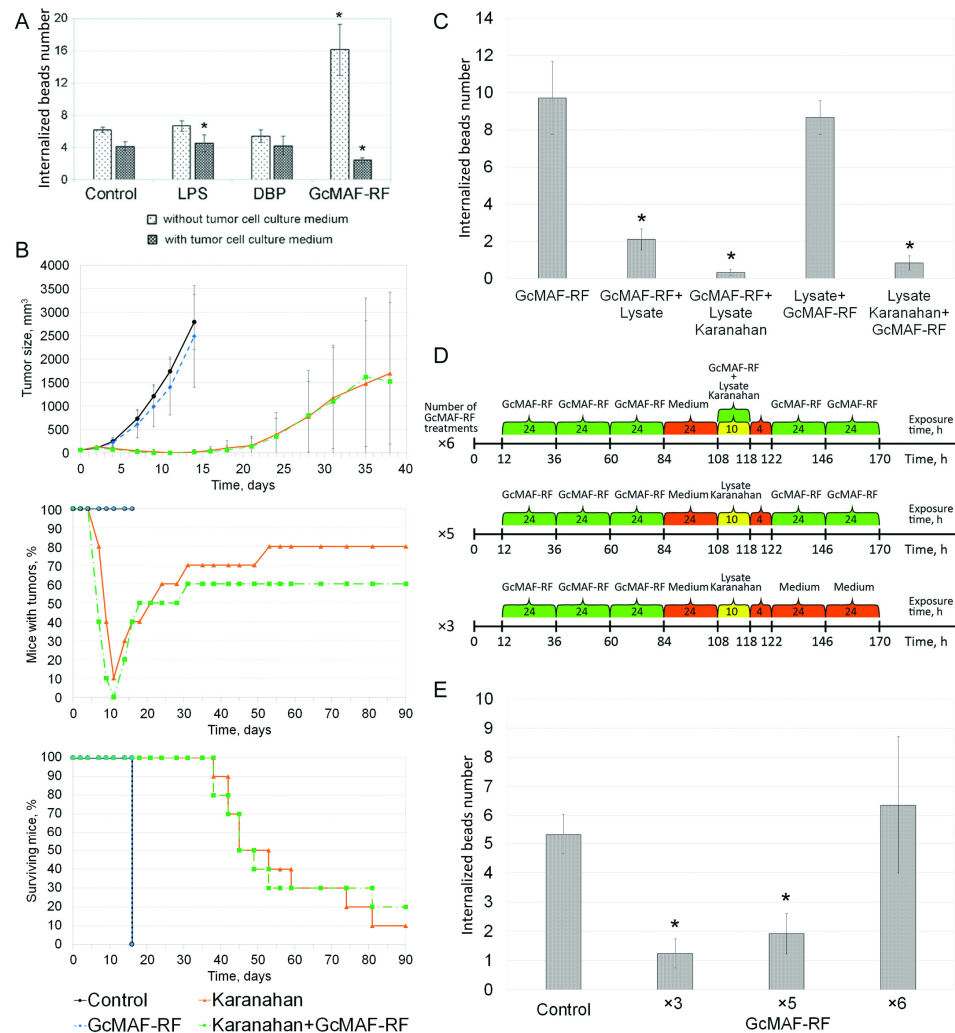 A
Internalized beads number
20
16
12
8
4
0
*
*
*
Control LPS DBP GcMAF-RF
without tumor cell culture medium
with tumor cell culture medium
B
Tumor size, mm³
4000
3500
3000
2500
2000
1500
1000
500
0
0 5 10 15 20 25 30 35 40
Time, days
Mice with tumors, %
100
90
80
70
60
50
40
30
20
10
0
0 10 20 30 40 50 60 70 80 90
Time, days
Surviving mice, %
100
90
80
70
60
50
40
30
20
10
0
0 10 20 30 40 50 60 70 80 90
Time, days
Control Karanahan
GcMAF-RF Karanahan+GcMAF-RF
C
Internalized beads number
14
12
10
8
6
4
2
0
*
*
*
GcMAF-RF GcMAF-RF+ GcMAF-RF+ Lysate+ Lysate
Lysate Lysate GcMAF-RF Karanahan+
Karanahan GcMAF-RF
D
GcMAF-RF
+
Lysate
Karanahan
Number of
GcMAF-RF
treatments
GcMAF-RF GcMAF-RF GcMAF-RF Medium GcMAF-RF GcMAF-RF
24 24 24 24 10 4 24 24
Exposure
time, h
×6
0 12 36 60 84 108 118 122 146 170 Time, h
Lysate
GcMAF-RF GcMAF-RF GcMAF-RF Medium Karanahan GcMAF-RF GcMAF-RF
24 24 24 24 10 4 24 24
Exposure
time, h
×5
0 12 36 60 84 108 118 122 146 170 Time, h
Lysate
GcMAF-RF GcMAF-RF GcMAF-RF Medium Karanahan Medium Medium
24 24 24 24 10 4 24 24
Exposure
time, h
×3
0 12 36 60 84 108 118 122 146 170 Time, h
E
Internalized beads number
10
9
8
7
6
5
4
3
2
1
0
*
*
Control ×3 ×5 ×6
GcMAF-RF